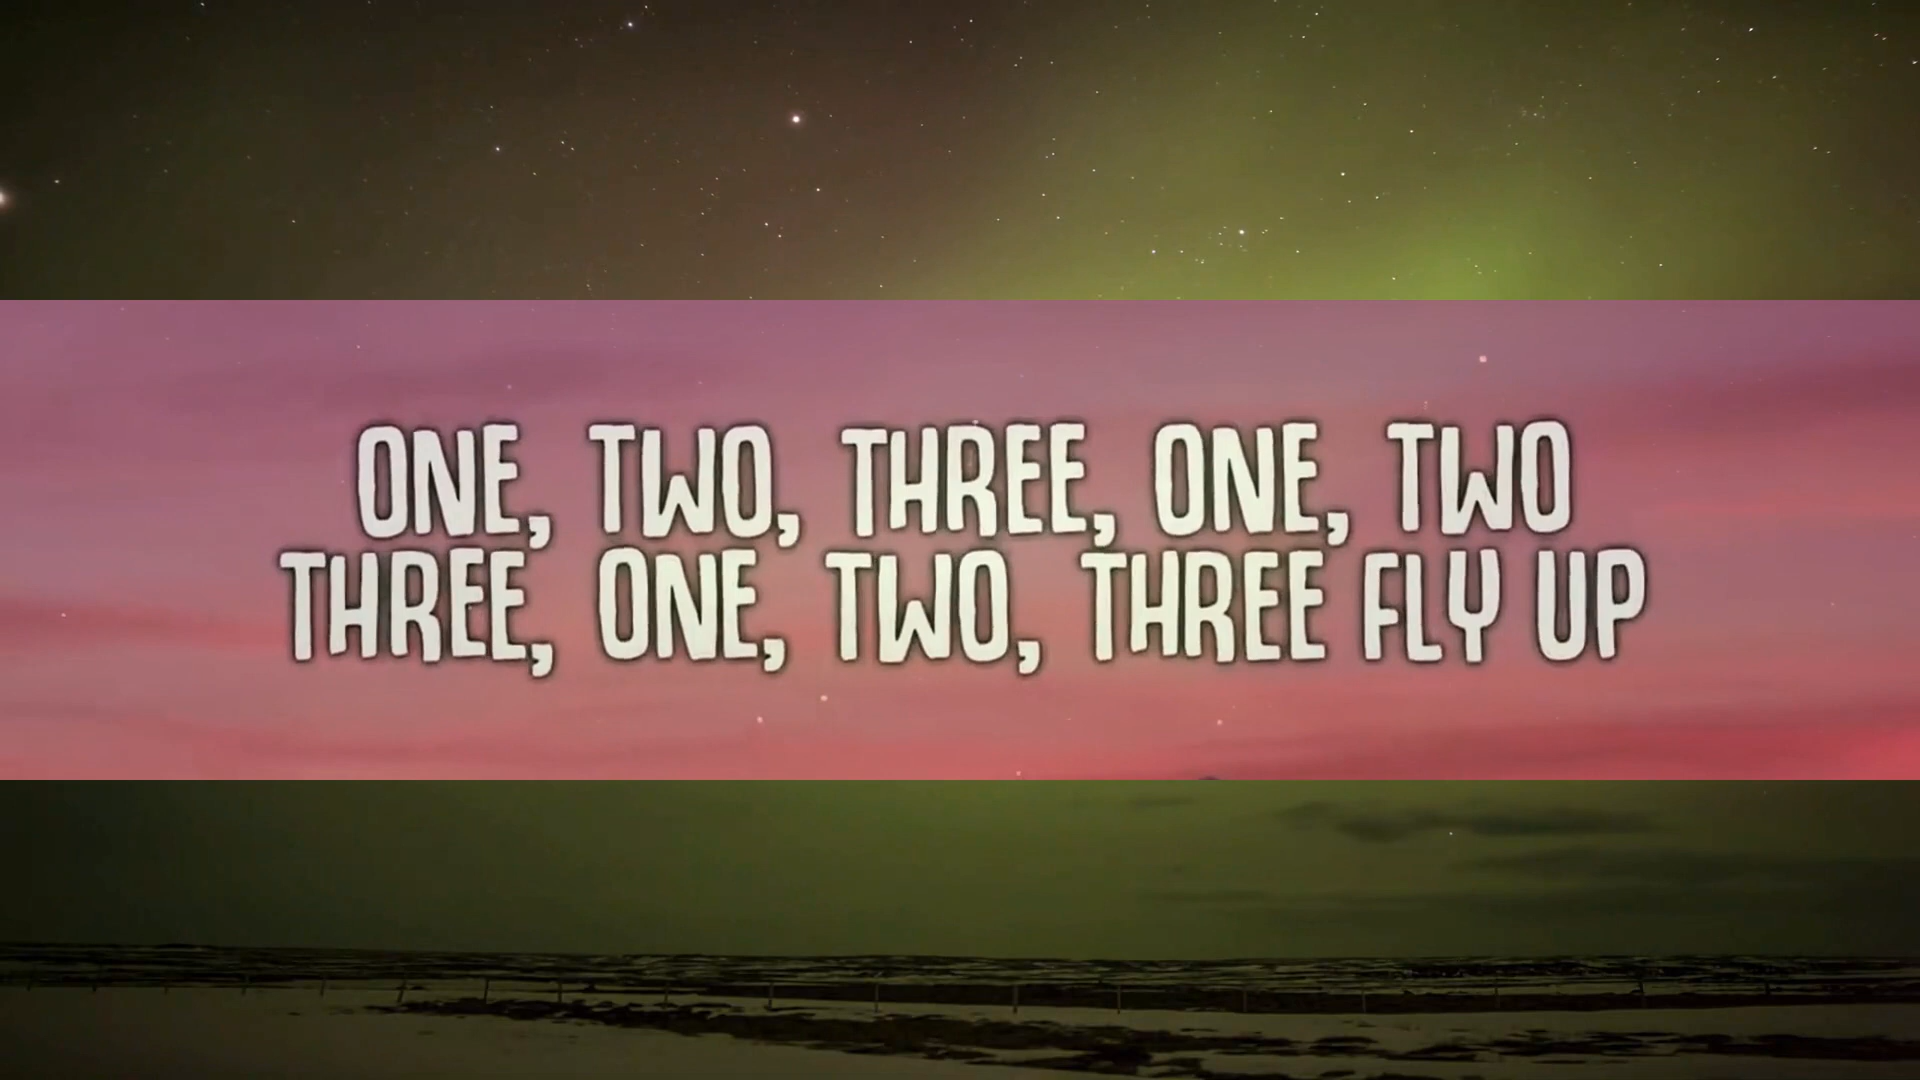 ONE, TWO, THREE, ONE, TWO
THREE, ONE, TWO, THREE FLY UP